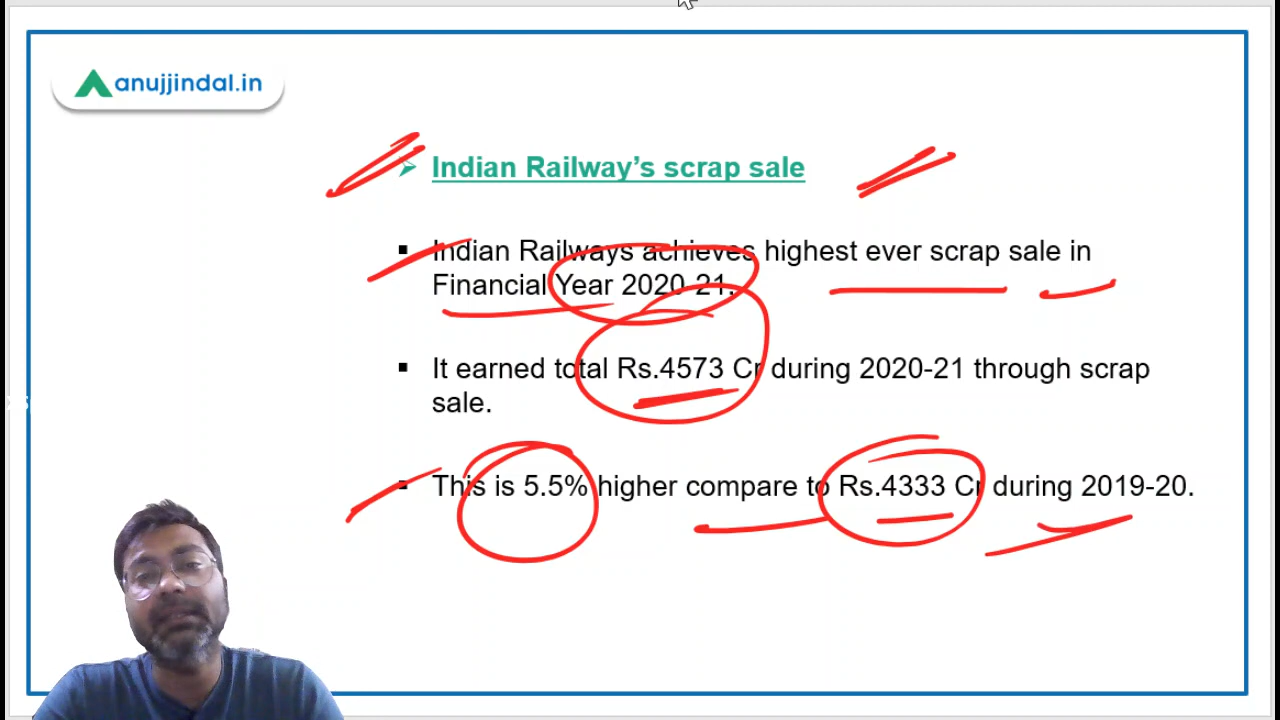 anujjindal.in
Indian Railway's scrap sale
Indian Railways achieves highest ever scrap sale in
Financial Year 2020-21.
It earned total Rs.4573 Cr during 2020-21 through scrap
sale.
This is 5.5% higher compare to Rs.4333 Cr during 2019-20.